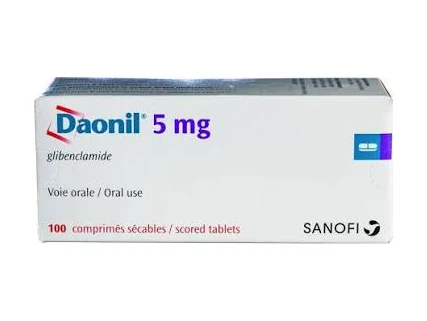 Daonil® 5 mg
glibenclamide
Voie orale / Oral use
100 comprimés sécables / scored tablets
SANOFI